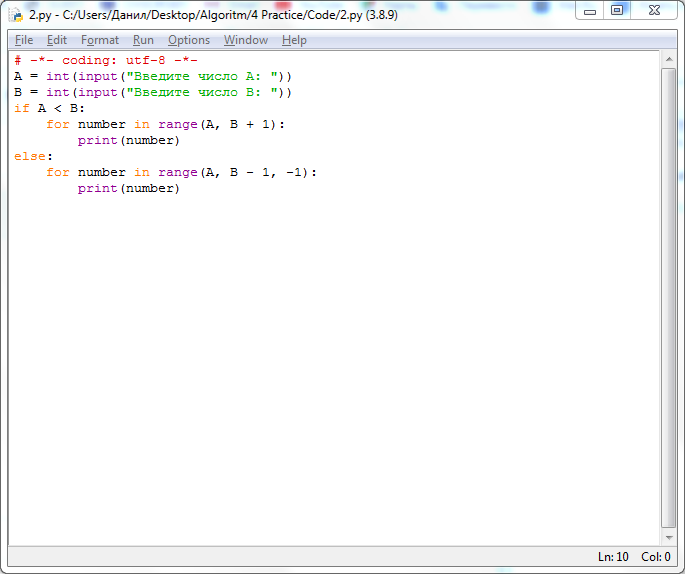 2.py - C:/Users/Данил/Desktop/Algoritm/4 Practice/Code/2.py (3.8.9)
File Edit Format Run Options Window Help
# -*- coding: utf-8 -*-
A = int(input("Введите число A: "))
B = int(input("Введите число B: "))
if A < B:
    for number in range(A, B + 1):
        print(number)
else:
    for number in range(A, B - 1, -1):
        print(number)
Ln: 10 Col: 0